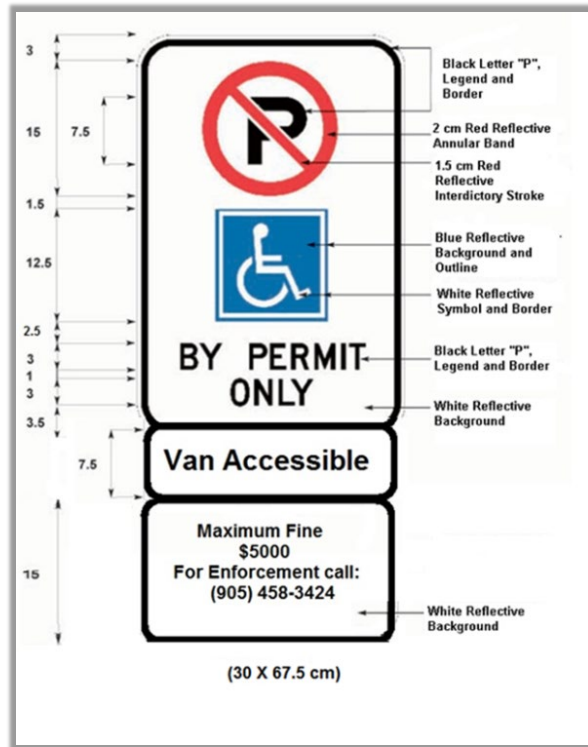 3
15
7.5
1.5
12.5
2.5
3
1
3
3.5
7.5
15
P
BY PERMIT
ONLY
Van Accessible
Maximum Fine
$5000
For Enforcement call:
(905) 458-3424
Black Letter "P",
Legend and
Border
2 cm Red Reflective
Annular Band
1.5 cm Red
Reflective
Interdictory Stroke
Blue Reflective
Background and
Outline
White Reflective
Symbol and Border
Black Letter "P",
Legend and Border
White Reflective
Background
White Reflective
Background
(30 X 67.5 cm)